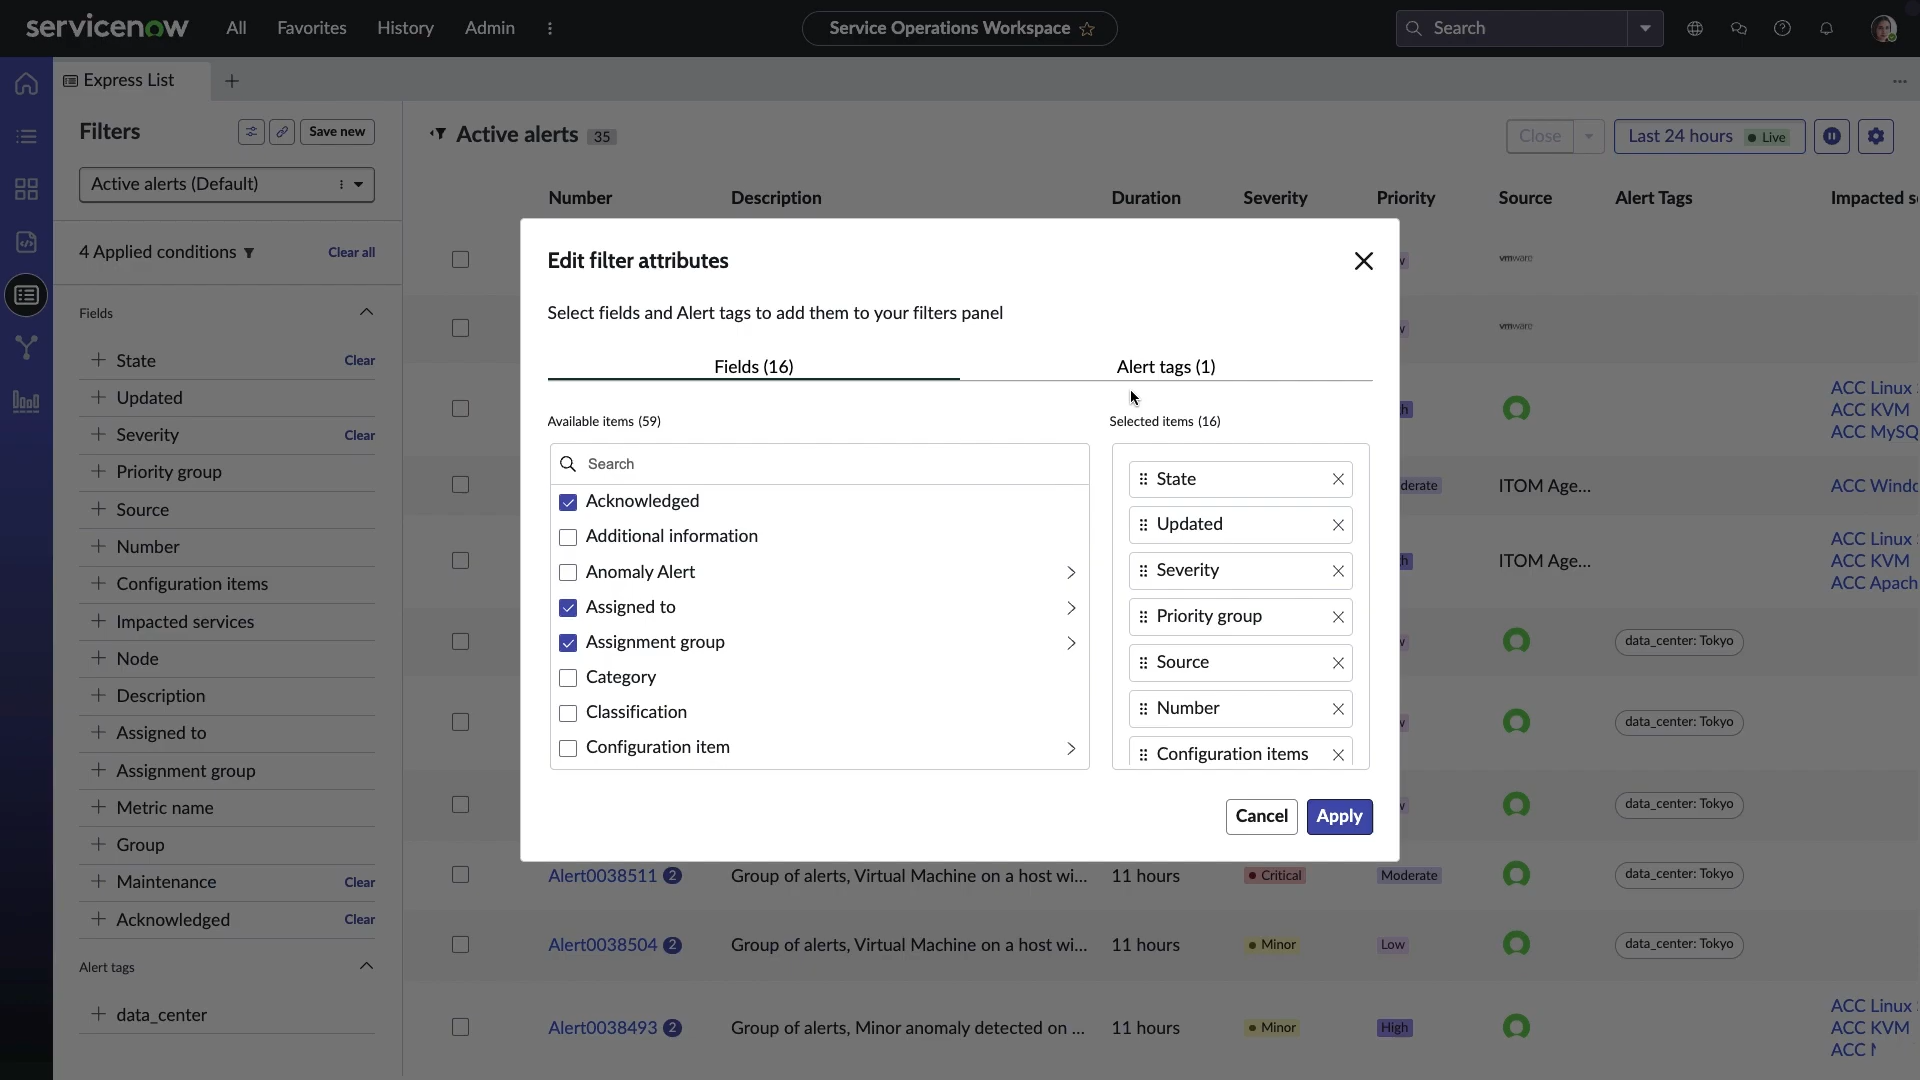 servicenow
All
Favorites
History
Admin
Service Operations Workspace
Search
Express List
Filters
Save new
Active alerts (Default)
4 Applied conditions
Clear all
Fields
State
Clear
Updated
Severity
Clear
Priority group
Source
Number
Configuration items
Impacted services
Node
Description
Assigned to
Assignment group
Metric name
Group
Maintenance
Clear
Acknowledged
Clear
Alert tags
data_center
Active alerts 35
Close
Last 24 hours
Live
Number
Description
Duration
Severity
Priority
Source
Alert Tags
Impacted s
vmware
vmware
ACC Linux
ACC KVM
ACC MySQ
derate
ITOM Age...
ACC Windo
ITOM Age...
ACC Linux
ACC KVM
ACC Apach
data_center: Tokyo
data_center: Tokyo
data_center: Tokyo
Alert0038511 2
Group of alerts, Virtual Machine on a host wi...
11 hours
Critical
Moderate
data_center: Tokyo
Alert0038504 2
Group of alerts, Virtual Machine on a host wi...
11 hours
Minor
Low
data_center: Tokyo
Alert0038493 2
Group of alerts, Minor anomaly detected on ...
11 hours
Minor
High
ACC Linux
ACC KVM
ACC
Edit filter attributes
Select fields and Alert tags to add them to your filters panel
Fields (16)
Alert tags (1)
Available items (59)
Search
Acknowledged
Additional information
Anomaly Alert
Assigned to
Assignment group
Category
Classification
Configuration item
Selected items (16)
State
Updated
Severity
Priority group
Source
Number
Configuration items
Cancel
Apply